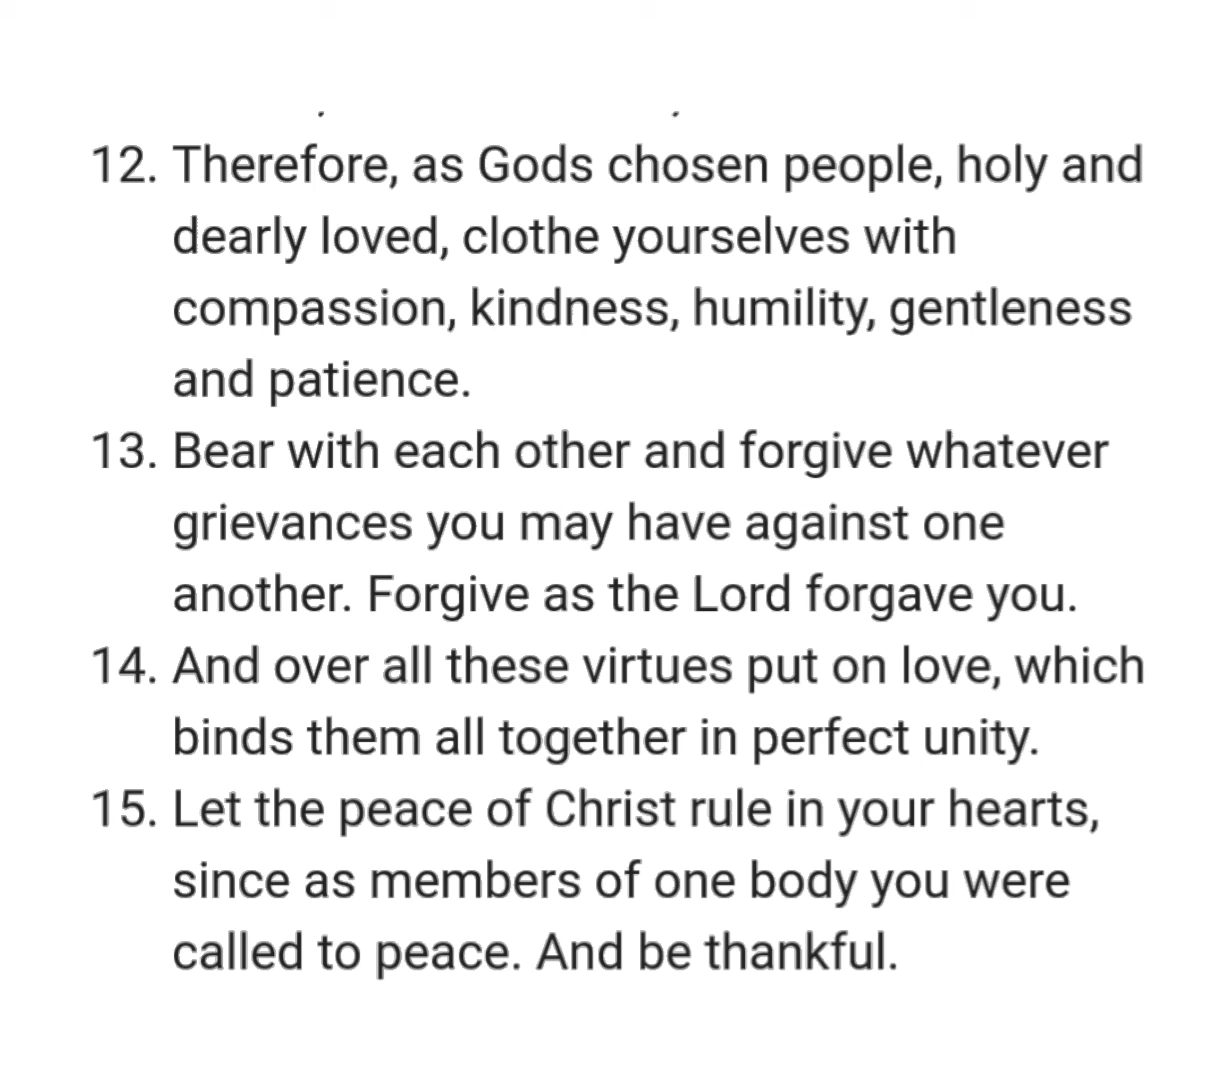 12. Therefore, as Gods chosen people, holy and
dearly loved, clothe yourselves with
compassion, kindness, humility, gentleness
and patience.
13. Bear with each other and forgive whatever
grievances you may have against one
another. Forgive as the Lord forgave you.
14. And over all these virtues put on love, which
binds them all together in perfect unity.
15. Let the peace of Christ rule in your hearts,
since as members of one body you were
called to peace. And be thankful.